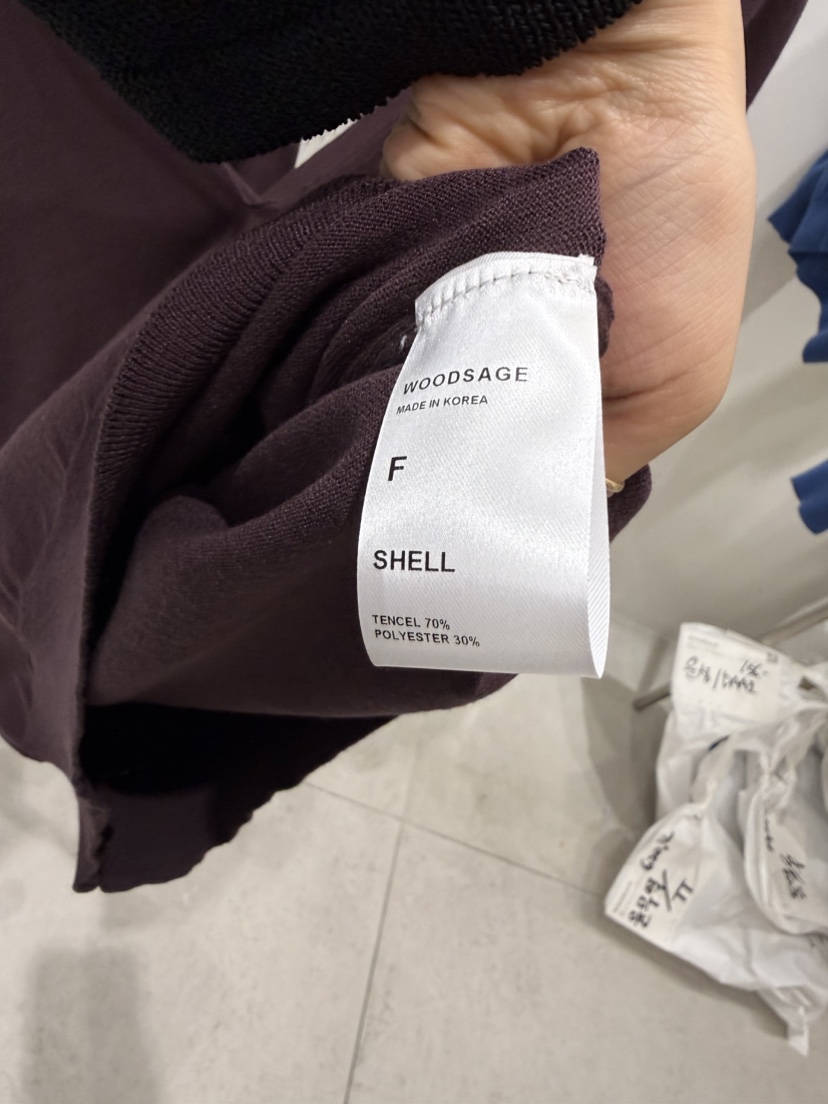 WOODSAGE
MADE IN KOREA
F
SHELL
TENCEL 70%
POLYESTER 30%